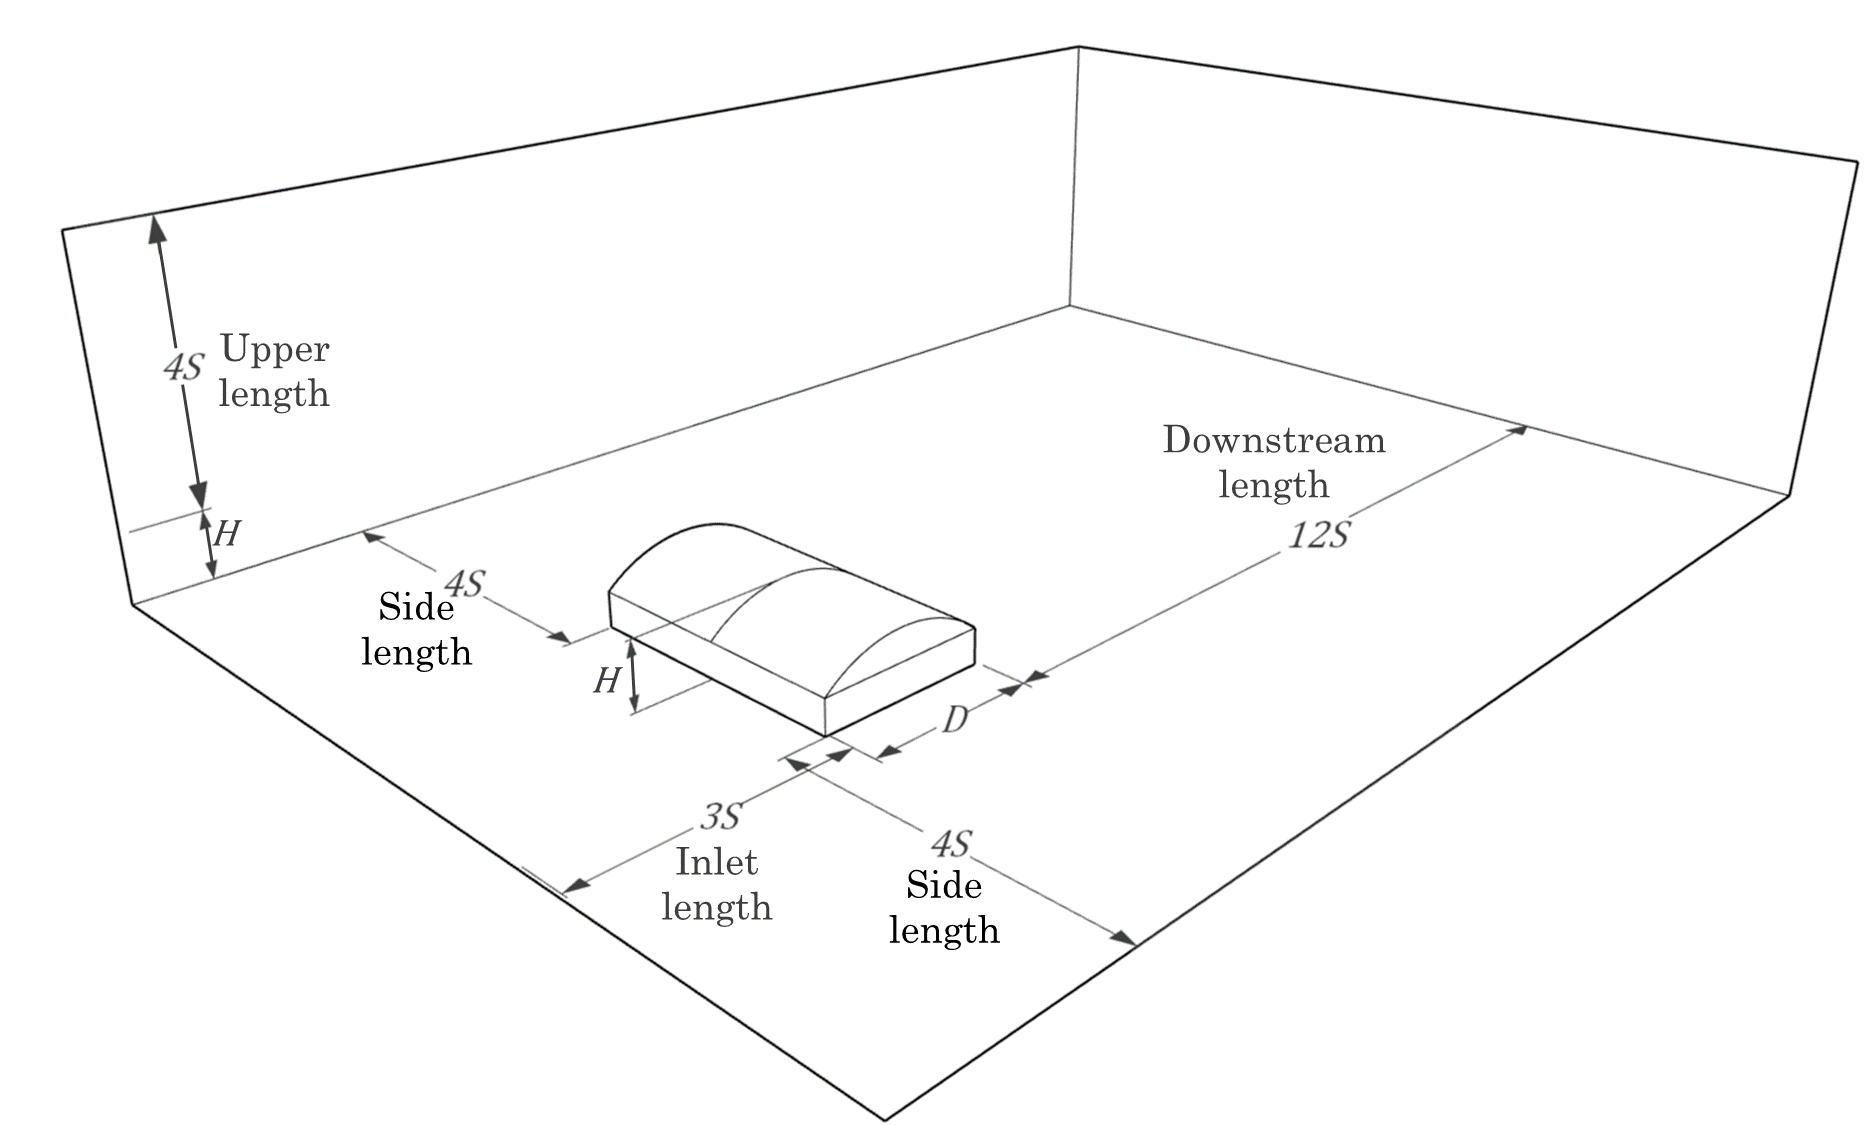 4S
Upper
length
H
4S
Side
length
H
Downstream
length
12S
D
3S
Inlet
length
4S
Side
length